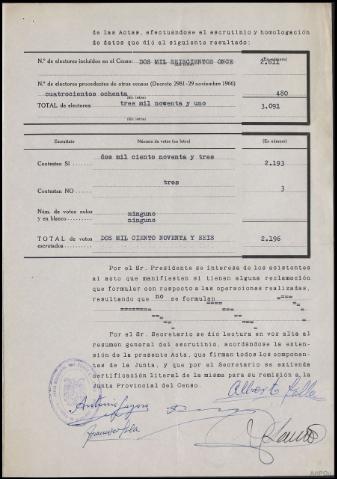 de las Actas, efectuándose el escrutinio y homologación
de datos que dió el siguiente resultado:
N.º de electores incluídos en el Censo: DOS MIL SEISCIENTOS ONCE 2.611
N.º de electores procedentes de otros censos (Decreto 2981-29 noviembre 1966)
cuatrocientos ochenta 480
TOTAL de electores tres mil noventa y uno 3.091
Resultado Número de votos (en letra) (En número)
Contestan SI dos mil ciento noventa y tres 2.193
Contestan NO tres 3
Núm. de votos nulos ninguno
y en blanco ninguno
TOTAL de votos DOS MIL CIENTO NOVENTA Y SEIS 2.196
escrutados
Por el Sr. Presidente se interesa de los asistentes
al acto que manifiesten si tienen alguna reclamación
que formular con respecto a las operaciones realizadas,
resultando que no se formulan
Por el Sr. Secretario se dió lectura en voz alta al
resumen general del escrutinio, acordándose la exten-
sión de la presente Acta, que firman todos los componen-
tes de la Junta, y que por el Secretario se extienda
certificación literal de la misma para su remisión a la
Junta Provincial del Censo.
Alberto
Antonio
Francisco